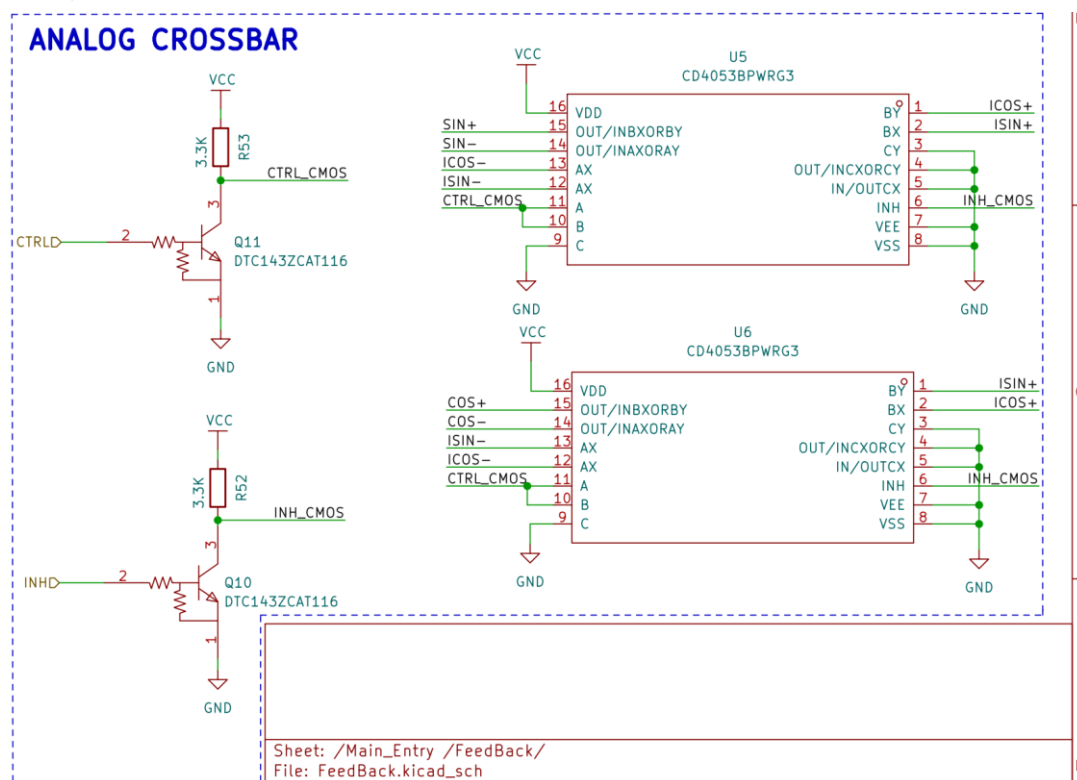 ANALOG CROSSBAR
VCC
3.3K
R53
CTRL_CMOS
3
CTRL
2
Q11
DTC143ZCAT116
1
GND
VCC
3.3K
R52
INH_CMOS
3
INH
2
Q10
DTC143ZCAT116
1
GND
VCC
U5
CD4053BPWRG3
16 VDD BY 1 ICOS+
SIN+ 15 OUT/INBXORBY BX 2 ISIN+
SIN- 14 OUT/INAXORAY CY 3
ICOS- 13 AX OUT/INCXORCY 4
ISIN- 12 AX IN/OUTCX 5
CTRL_CMOS 11 A INH 6 INH_CMOS
10 B VEE 7
9 C VSS 8
GND
GND
VCC
U6
CD4053BPWRG3
16 VDD BY 1 ISIN+
COS+ 15 OUT/INBXORBY BX 2 ICOS+
COS- 14 OUT/INAXORAY CY 3
ISIN- 13 AX OUT/INCXORCY 4
ICOS- 12 AX IN/OUTCX 5
CTRL_CMOS 11 A INH 6 INH_CMOS
10 B VEE 7
9 C VSS 8
GND
GND
Sheet: /Main_Entry /FeedBack/
File: FeedBack.kicad_sch